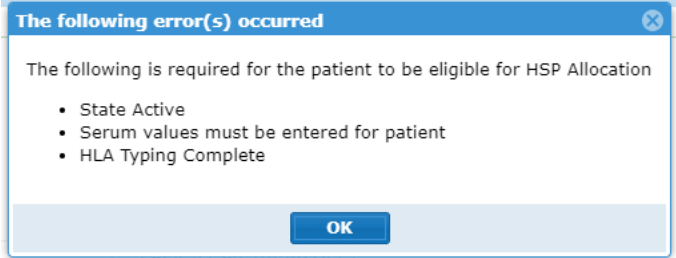 The following error(s) occurred
The following is required for the patient to be eligible for HSP Allocation
• State Active
• Serum values must be entered for patient
• HLA Typing Complete
OK